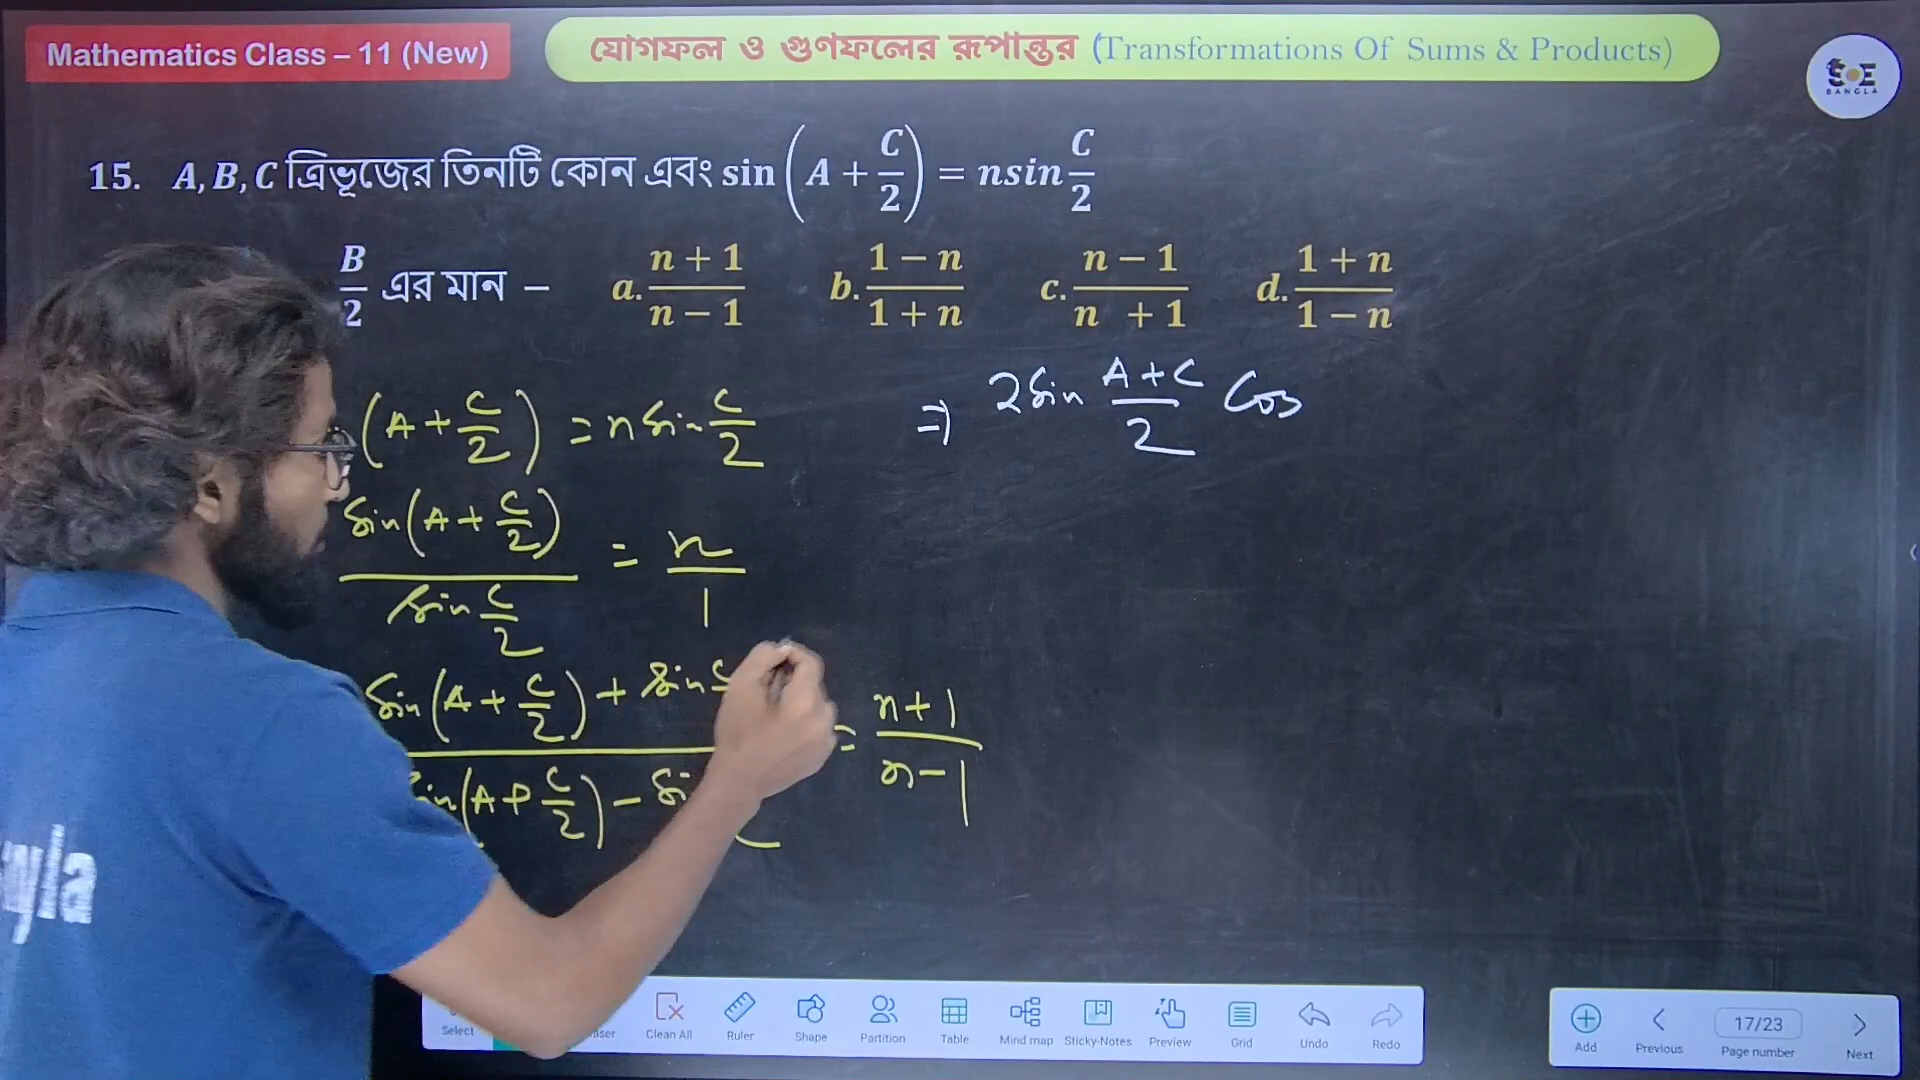 Mathematics Class – 11 (New)
যোগফল ও গুণফলের রূপান্তর (Transformations Of Sums & Products)
SOE
BANGLA
15. A, B, C ত্রিভূজের তিনটি কোন এবং sin (A + C/2) = nsin C/2
B/2 এর মান – a. n + 1 / n − 1 b. 1 − n / 1 + n c. n − 1 / n + 1 d. 1 + n / 1 − n
(A + C/2) = n sin C/2
⇒ 2 sin A + C / 2 cos
sin (A + C/2) / sin C/2 = n / 1
sin (A + C/2) + sin C
sin (A + C/2) −
= n + 1 / n − 1
Select
Clean All
Ruler
Shape
Partition
Table
Mind map
Sticky-Notes
Preview
Grid
Undo
Redo
Add
Previous
17/23
Page number
Next